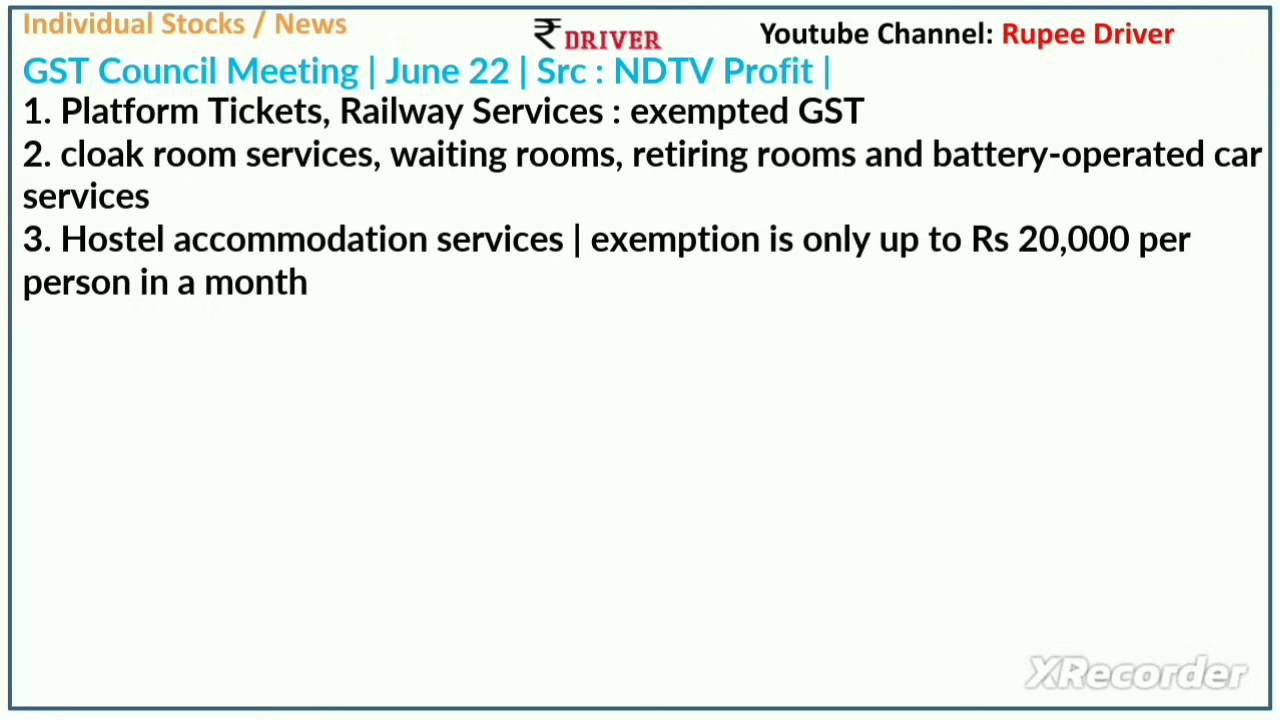 Individual Stocks / News
₹ DRIVER
Youtube Channel: Rupee Driver
GST Council Meeting | June 22 | Src : NDTV Profit |
1. Platform Tickets, Railway Services : exempted GST
2. cloak room services, waiting rooms, retiring rooms and battery-operated car
services
3. Hostel accommodation services | exemption is only up to Rs 20,000 per
person in a month
XRecorder